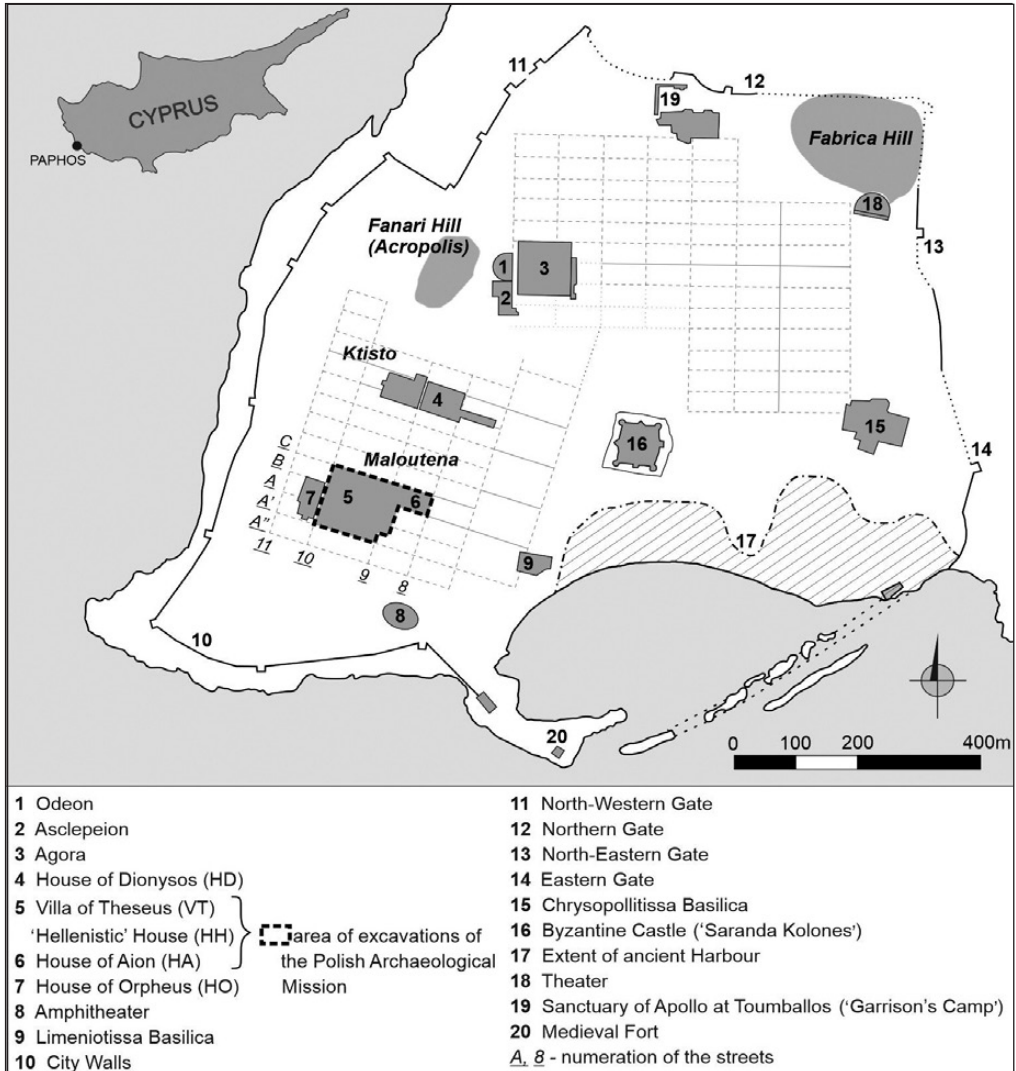 CYPRUS
PAPHOS
11
12
19
Fabrica Hill
18
13
Fanari Hill
(Acropolis)
1
3
2
Ktisto
4
15
16
14
C
B
A
A'
A"
Maloutena
7
5
6
11
10
9
8
17
9
8
10
20
0 100 200 400m
1 Odeon
2 Asclepeion
3 Agora
4 House of Dionysos (HD)
5 Villa of Theseus (VT)
'Hellenistic' House (HH)
6 House of Aion (HA)
area of excavations of
the Polish Archaeological
Mission
7 House of Orpheus (HO)
8 Amphitheater
9 Limeniotissa Basilica
10 City Walls
11 North-Western Gate
12 Northern Gate
13 North-Eastern Gate
14 Eastern Gate
15 Chrysopollitissa Basilica
16 Byzantine Castle ('Saranda Kolones')
17 Extent of ancient Harbour
18 Theater
19 Sanctuary of Apollo at Toumballos ('Garrison's Camp')
20 Medieval Fort
A, 8 - numeration of the streets